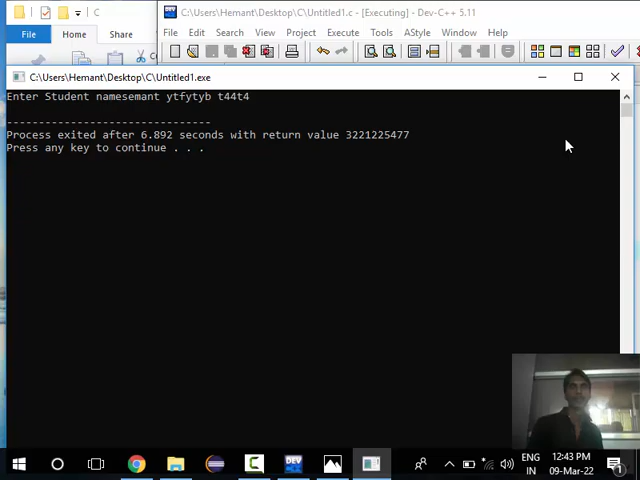 C
C:\Users\Hemant\Desktop\C\Untitled1.c - [Executing] - Dev-C++ 5.11
File Home Share
File Edit Search View Project Execute Tools AStyle Window Help
C:\Users\Hemant\Desktop\C\Untitled1.exe
Enter Student namesemant ytfytyb t44t4
--------------------------------
Process exited after 6.892 seconds with return value 3221225477
Press any key to continue . . .
DEV
ENG
IN
12:43 PM
09-Mar-22
1